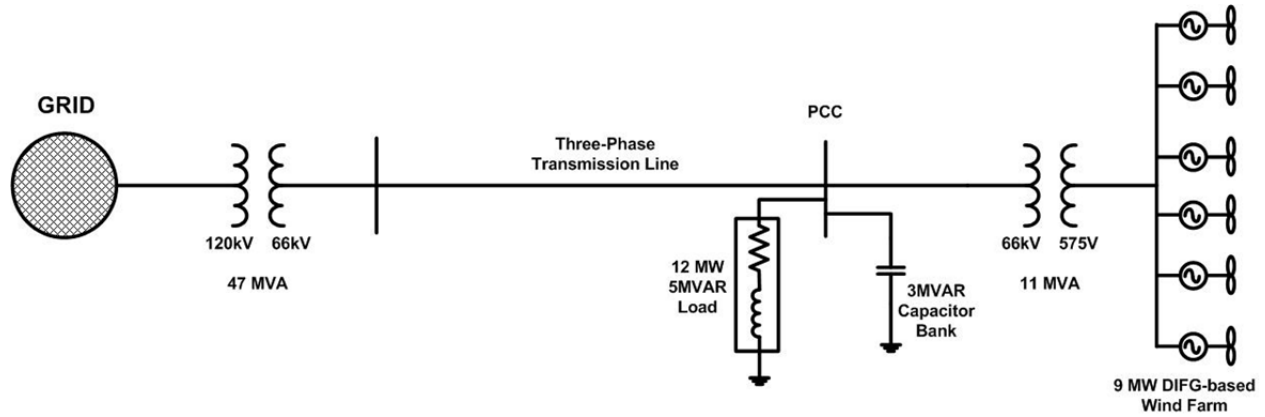 GRID
120kV
66kV
47 MVA
Three-Phase
Transmission Line
PCC
12 MW
5MVAR
Load
3MVAR
Capacitor
Bank
66kV
575V
11 MVA
9 MW DIFG-based
Wind Farm